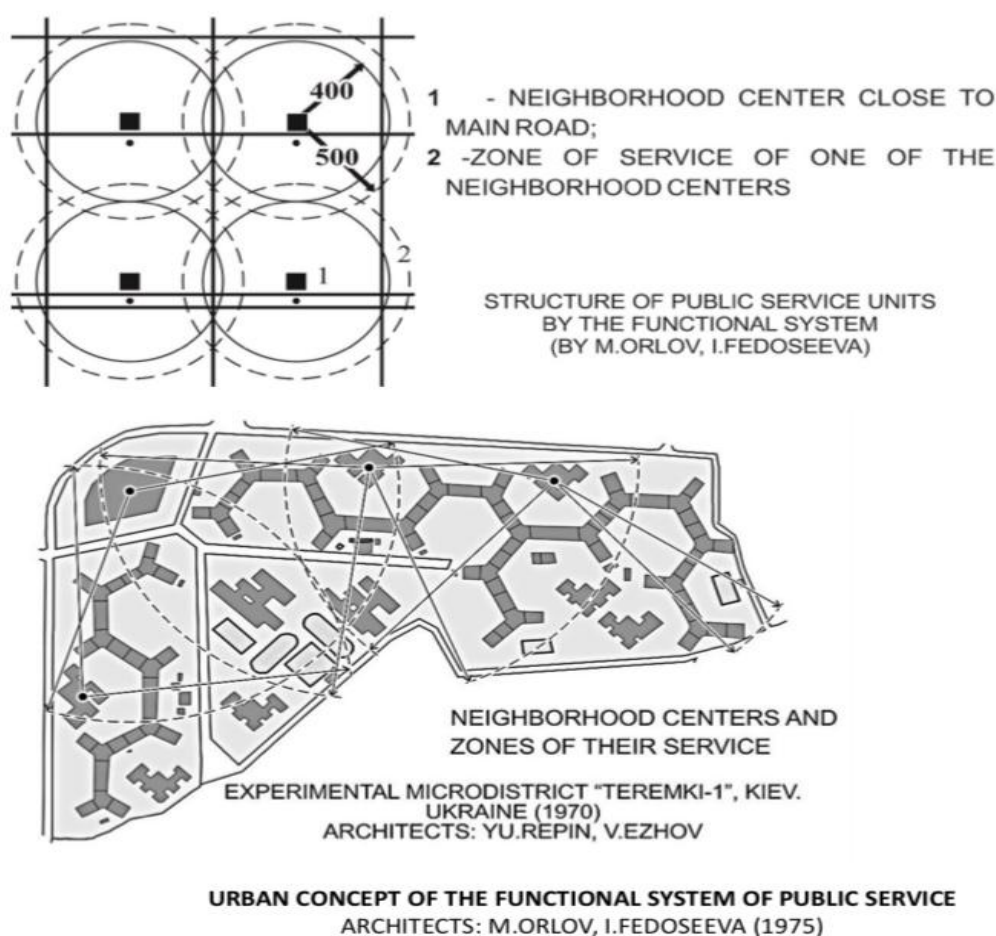 400
500
1
2
1 - NEIGHBORHOOD CENTER CLOSE TO
MAIN ROAD;
2 -ZONE OF SERVICE OF ONE OF THE
NEIGHBORHOOD CENTERS
STRUCTURE OF PUBLIC SERVICE UNITS
BY THE FUNCTIONAL SYSTEM
(BY M.ORLOV, I.FEDOSEEVA)
NEIGHBORHOOD CENTERS AND
ZONES OF THEIR SERVICE
EXPERIMENTAL MICRODISTRICT "TEREMKI-1", KIEV.
UKRAINE (1970)
ARCHITECTS: YU.REPIN, V.EZHOV
URBAN CONCEPT OF THE FUNCTIONAL SYSTEM OF PUBLIC SERVICE
ARCHITECTS: M.ORLOV, I.FEDOSEEVA (1975)